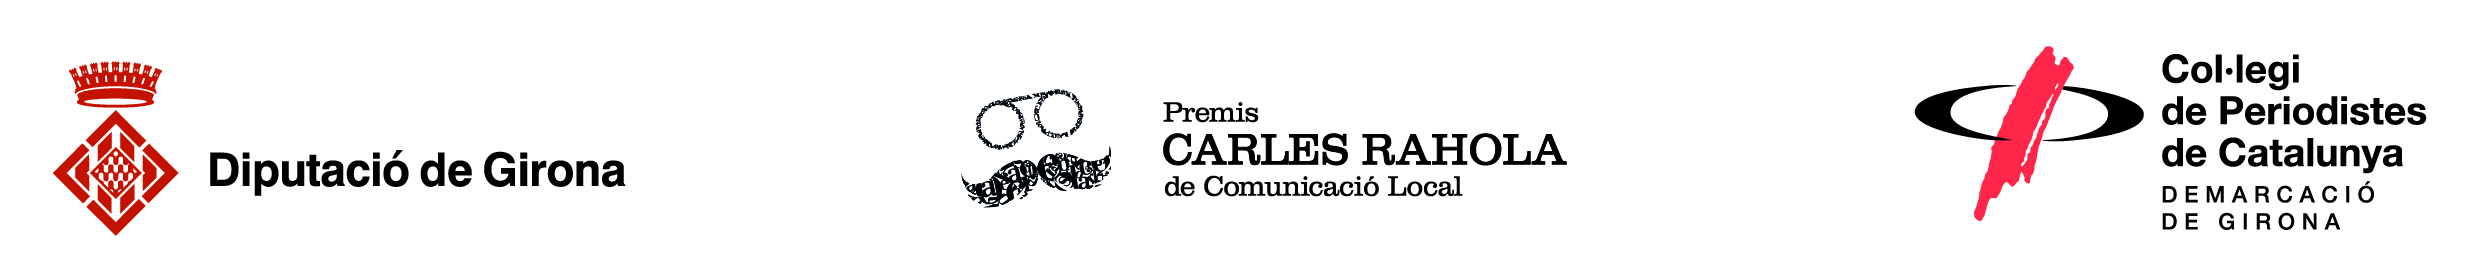 Diputació de Girona
Premis
CARLES RAHOLA
de Comunicació Local
Col·legi
de Periodistes
de Catalunya
DEMARCACIÓ
DE GIRONA